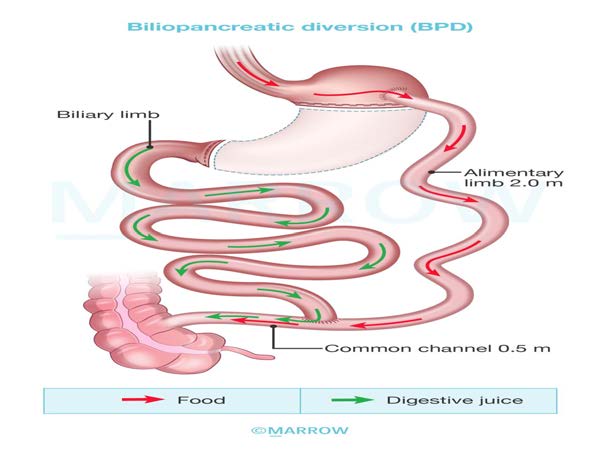 Biliopancreatic diversion (BPD)
Biliary limb
Alimentary
limb 2.0 m
MARROW
Common channel 0.5 m
Food
Digestive juice
©MARROW